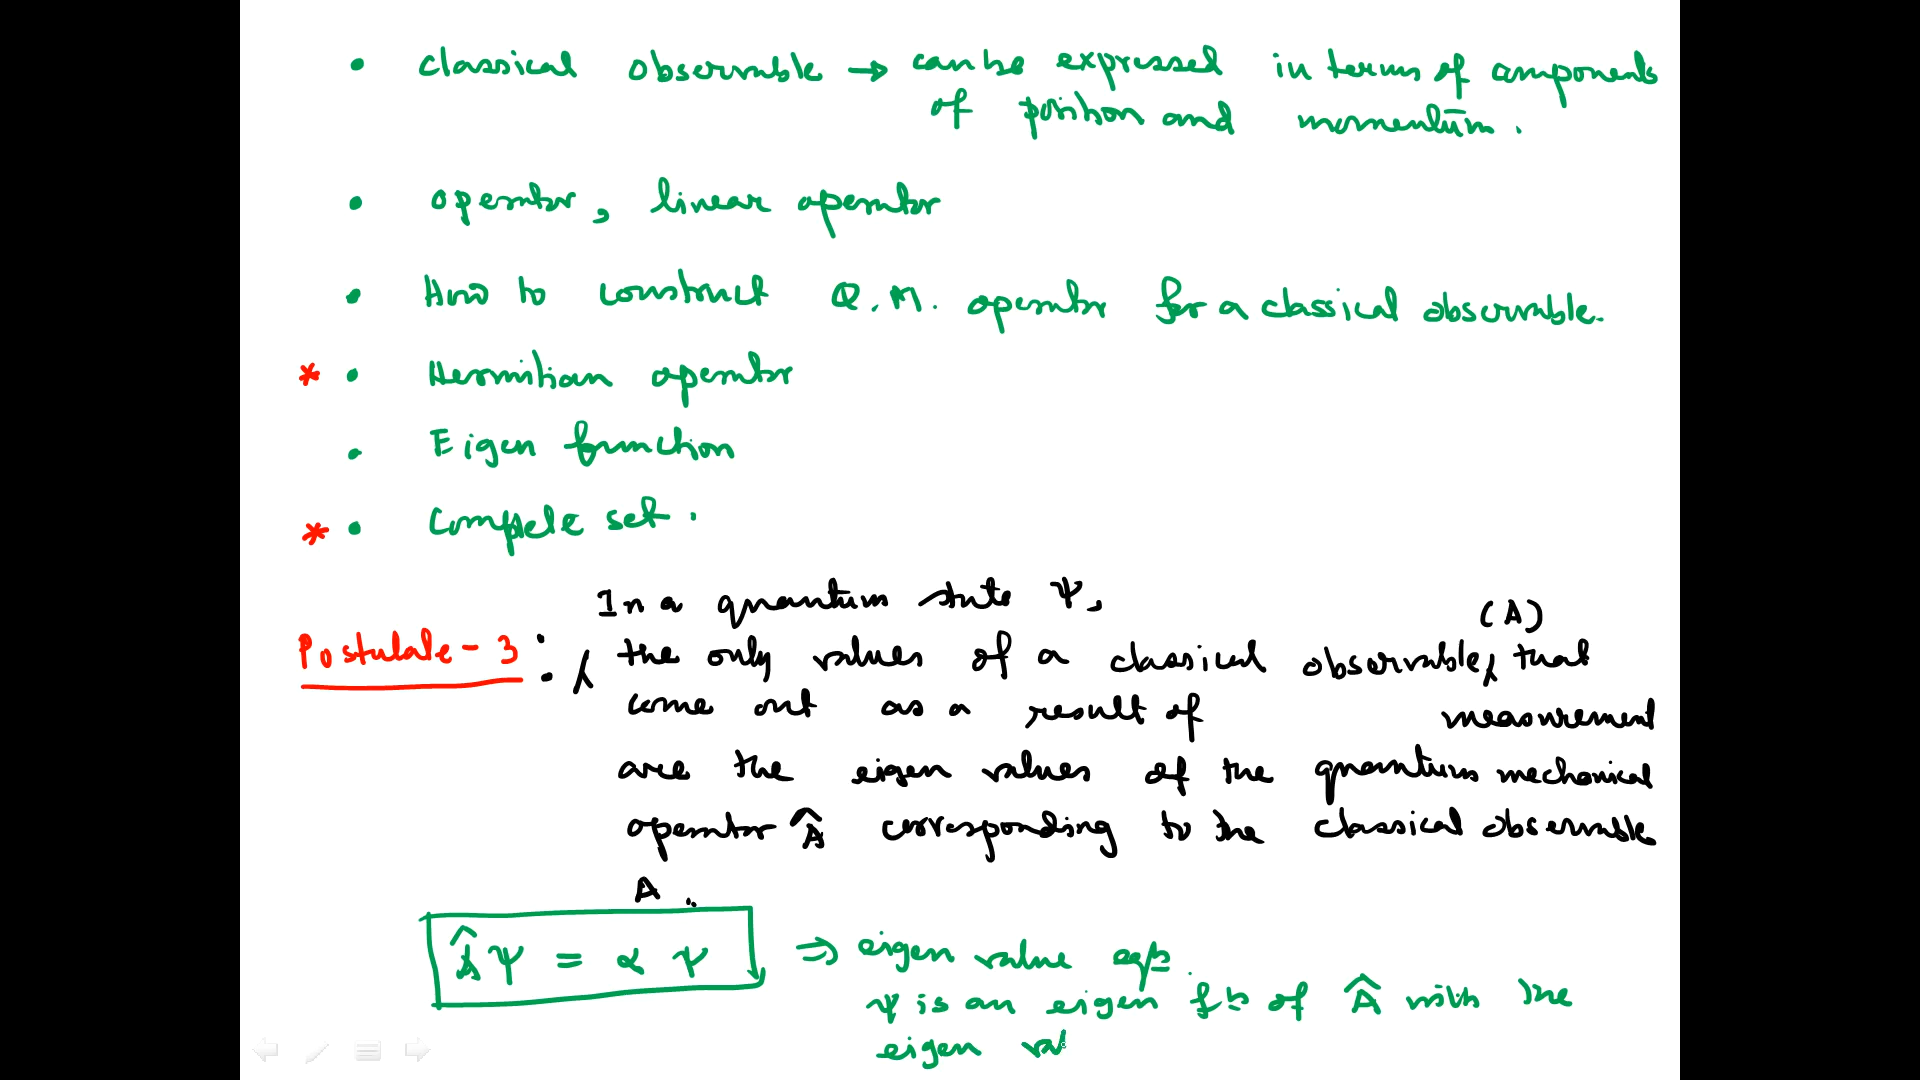 • classical observable → can be expressed in terms of components
of position and momentum.
• operator, linear operator
• How to construct Q.M. operator for a classical observable.
* • Hermitian operator
• Eigen function
* • Complete set.
In a quantum state Ψ,
(A)
Postulate-3 : the only values of a classical observable, that
come out as a result of measurement
are the eigen values of the quantum mechanical
operator Â corresponding to the classical observable
A.
ÂΨ = α Ψ ⇒ eigen value eqn.
Ψ is an eigen fn of Â with the
eigen val